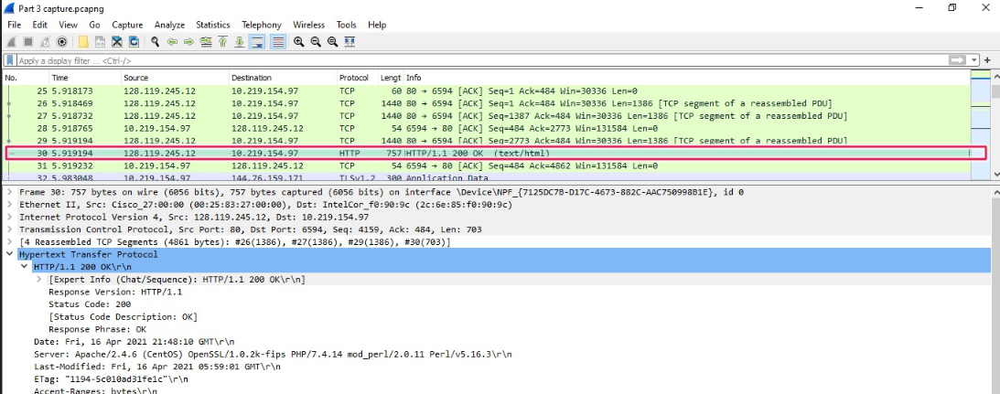 Part 3 capture.pcapng
File Edit View Go Capture Analyze Statistics Telephony Wireless Tools Help
Apply a display filter ... <Ctrl-/>
No. Time Source Destination Protocol Lengt Info
25 5.918173 128.119.245.12 10.219.154.97 TCP 60 80 → 6594 [ACK] Seq=1 Ack=484 Win=30336 Len=0
26 5.918469 128.119.245.12 10.219.154.97 TCP 1440 80 → 6594 [ACK] Seq=1 Ack=484 Win=30336 Len=1386 [TCP segment of a reassembled PDU]
27 5.918732 128.119.245.12 10.219.154.97 TCP 1440 80 → 6594 [ACK] Seq=1387 Ack=484 Win=30336 Len=1386 [TCP segment of a reassembled PDU]
28 5.918765 10.219.154.97 128.119.245.12 TCP 54 6594 → 80 [ACK] Seq=484 Ack=2773 Win=131584 Len=0
29 5.919194 128.119.245.12 10.219.154.97 TCP 1440 80 → 6594 [ACK] Seq=2773 Ack=484 Win=30336 Len=1386 [TCP segment of a reassembled PDU]
30 5.919194 128.119.245.12 10.219.154.97 HTTP 757 HTTP/1.1 200 OK (text/html)
31 5.919232 10.219.154.97 128.119.245.12 TCP 54 6594 → 80 [ACK] Seq=484 Ack=4862 Win=131584 Len=0
32 5.983048 10.219.154.97 144.76.159.171 TLSv1.2 300 Application Data
Frame 30: 757 bytes on wire (6056 bits), 757 bytes captured (6056 bits) on interface \Device\NPF_{7125DC7B-D17C-4673-882C-AAC750998B1E}, id 0
Ethernet II, Src: Cisco_27:00:00 (00:25:83:27:00:00), Dst: IntelCor_f0:90:9c (2c:6e:85:f0:90:9c)
Internet Protocol Version 4, Src: 128.119.245.12, Dst: 10.219.154.97
Transmission Control Protocol, Src Port: 80, Dst Port: 6594, Seq: 4159, Ack: 484, Len: 703
[4 Reassembled TCP Segments (4861 bytes): #26(1386), #27(1386), #29(1386), #30(703)]
Hypertext Transfer Protocol
HTTP/1.1 200 OK\r\n
[Expert Info (Chat/Sequence): HTTP/1.1 200 OK\r\n]
Response Version: HTTP/1.1
Status Code: 200
[Status Code Description: OK]
Response Phrase: OK
Date: Fri, 16 Apr 2021 21:48:10 GMT\r\n
Server: Apache/2.4.6 (CentOS) OpenSSL/1.0.2k-fips PHP/7.4.14 mod_perl/2.0.11 Perl/v5.16.3\r\n
Last-Modified: Fri, 16 Apr 2021 05:59:01 GMT\r\n
ETag: "1194-5c010ad31fe1c"\r\n
Accept-Ranges: bytes\r\n